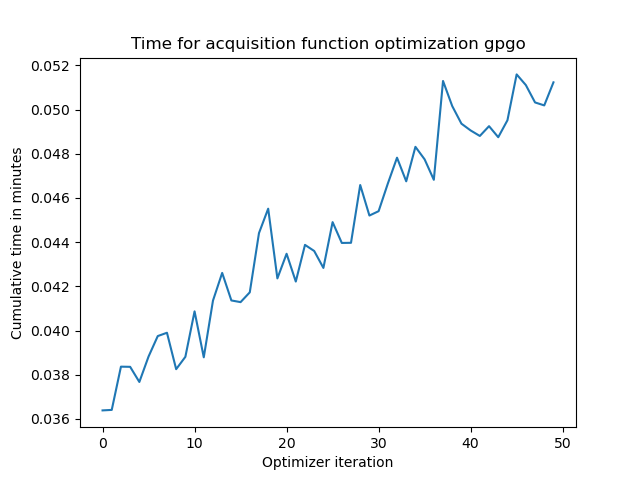 Time for acquisition function optimization gpgo
0.052
0.050
0.048
0.046
0.044
0.042
0.040
0.038
0.036
Cumulative time in minutes
0 10 20 30 40 50
Optimizer iteration